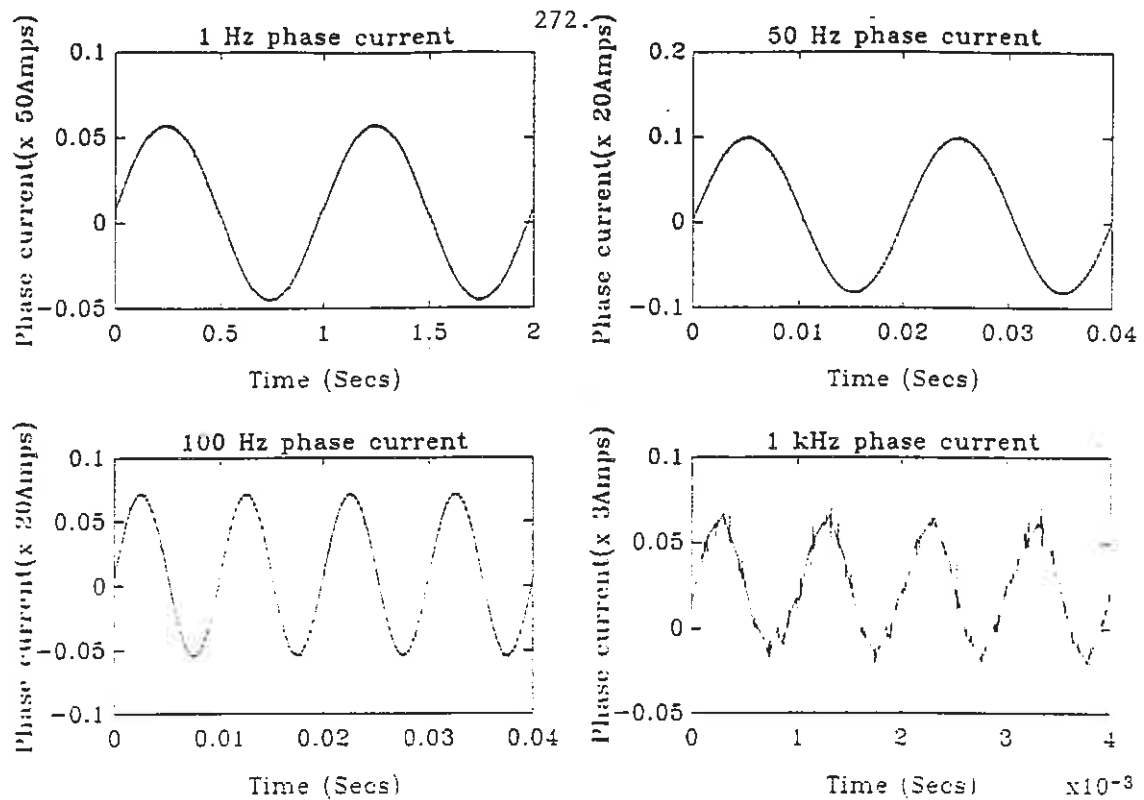 272.
1 Hz phase current
Phase current(x 50Amps)
0.1
0.05
0
-0.05
0
0.5
1
1.5
2
Time (Secs)
50 Hz phase current
Phase current(x 20Amps)
0.2
0.1
0
-0.1
0
0.01
0.02
0.03
0.04
Time (Secs)
100 Hz phase current
Phase current(x 20Amps)
0.1
0.05
0
-0.05
-0.1
0
0.01
0.02
0.03
0.04
Time (Secs)
1 kHz phase current
Phase current(x 3Amps)
0.1
0.05
0
-0.05
0
1
2
3
4
Time (Secs)
x10-3